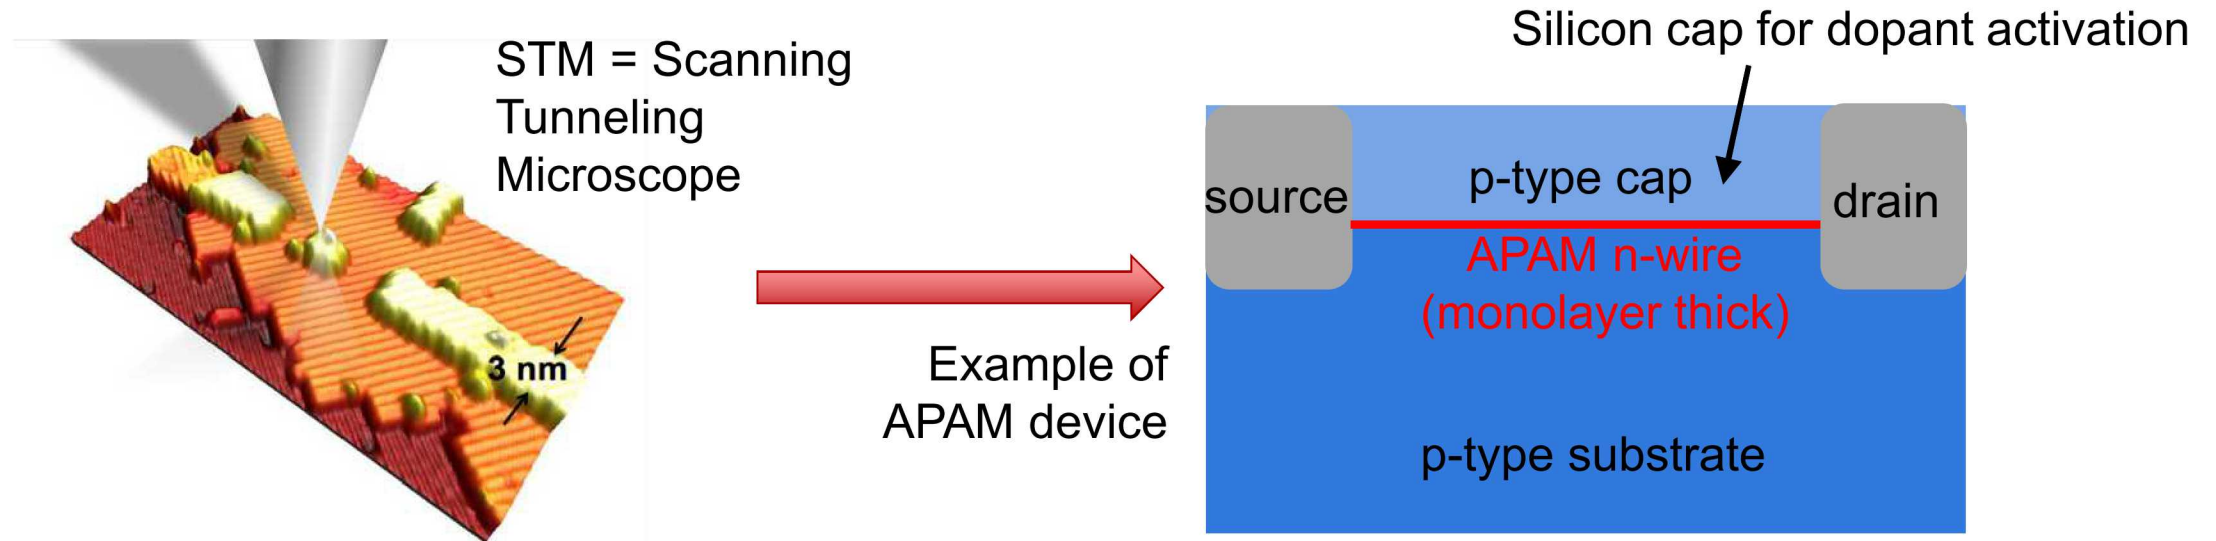 STM = Scanning
Tunneling
Microscope
3 nm
Example of
APAM device
Silicon cap for dopant activation
source
p-type cap
drain
APAM n-wire
(monolayer thick)
p-type substrate